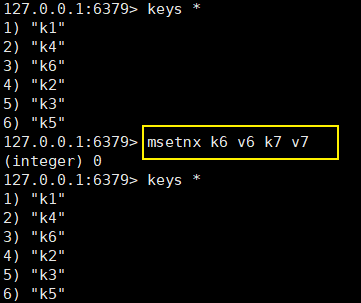 127.0.0.1:6379> keys *
1) "k1"
2) "k4"
3) "k6"
4) "k2"
5) "k3"
6) "k5"
127.0.0.1:6379> msetnx k6 v6 k7 v7
(integer) 0
127.0.0.1:6379> keys *
1) "k1"
2) "k4"
3) "k6"
4) "k2"
5) "k3"
6) "k5"